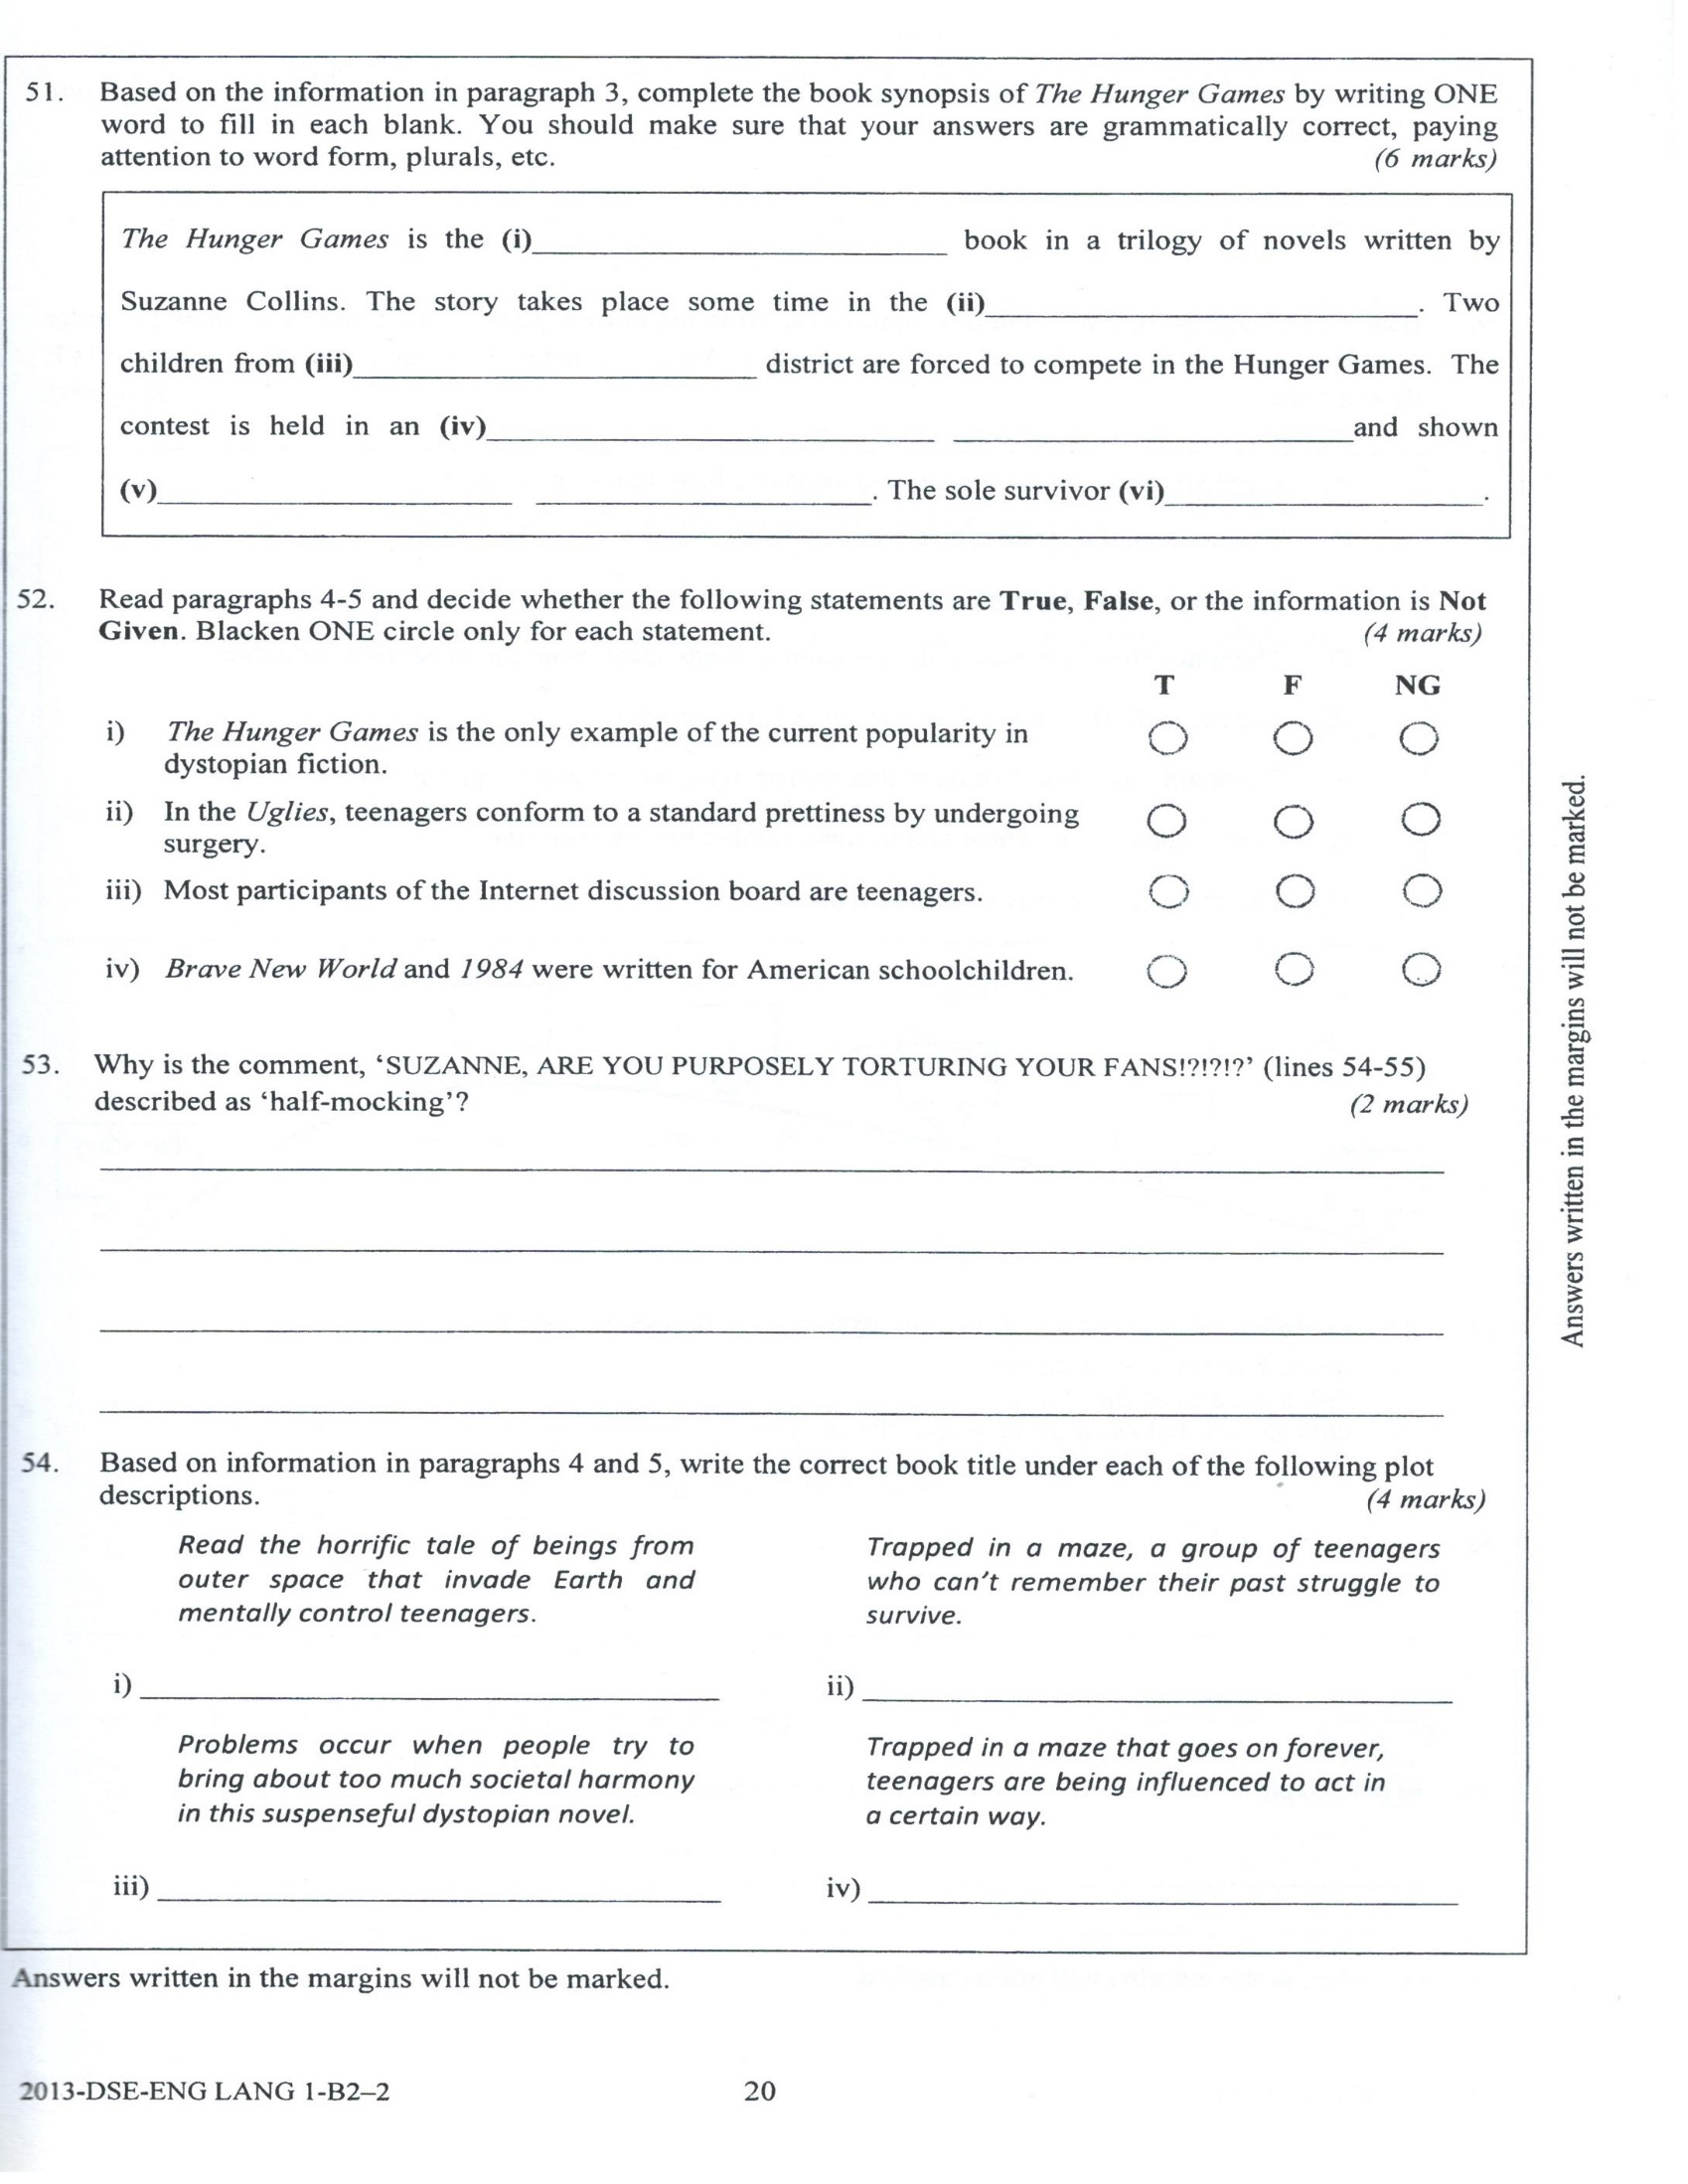 51. Based on the information in paragraph 3, complete the book synopsis of The Hunger Games by writing ONE
word to fill in each blank. You should make sure that your answers are grammatically correct, paying
attention to word form, plurals, etc. (6 marks)
The Hunger Games is the (i)____________ book in a trilogy of novels written by
Suzanne Collins. The story takes place some time in the (ii)____________. Two
children from (iii)____________ district are forced to compete in the Hunger Games. The
contest is held in an (iv)____________ ____________and shown
(v)____________ ____________. The sole survivor (vi)____________.
52. Read paragraphs 4-5 and decide whether the following statements are True, False, or the information is Not
Given. Blacken ONE circle only for each statement. (4 marks)
T F NG
i) The Hunger Games is the only example of the current popularity in
dystopian fiction.
ii) In the Uglies, teenagers conform to a standard prettiness by undergoing
surgery.
iii) Most participants of the Internet discussion board are teenagers.
iv) Brave New World and 1984 were written for American schoolchildren.
53. Why is the comment, ‘SUZANNE, ARE YOU PURPOSELY TORTURING YOUR FANS!?!?!?’ (lines 54-55)
described as ‘half-mocking’? (2 marks)
54. Based on information in paragraphs 4 and 5, write the correct book title under each of the following plot
descriptions. (4 marks)
Read the horrific tale of beings from
outer space that invade Earth and
mentally control teenagers.
i) ____________
Trapped in a maze, a group of teenagers
who can’t remember their past struggle to
survive.
ii) ____________
Problems occur when people try to
bring about too much societal harmony
in this suspenseful dystopian novel.
iii) ____________
Trapped in a maze that goes on forever,
teenagers are being influenced to act in
a certain way.
iv) ____________
Answers written in the margins will not be marked.
Answers written in the margins will not be marked.
2013-DSE-ENG LANG 1-B2–2 20